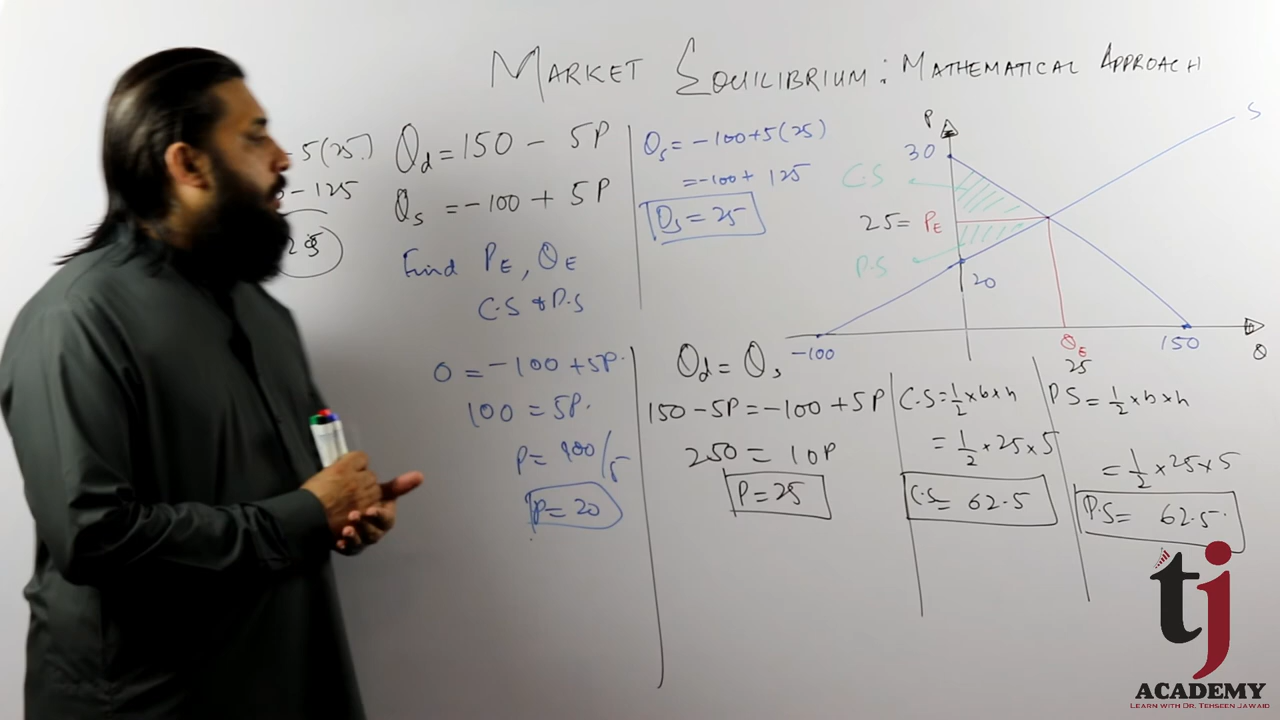 MARKET EQUILIBRIUM: MATHEMATICAL APPROACH
- 5(25)
- 125
25
Qd = 150 - 5P
Qs = -100 + 5P
Find PE, QE
C.S & P.S
0 = -100 + 5P.
100 = 5P.
P = 100/5
P = 20
Qs = -100 + 5(25)
= -100 + 125
Qs = 25
Qd = Qs
150 - 5P = -100 + 5P
250 = 10P
P = 25
P
30
C.S
25 = PE
P.S
20
-100
QE
25
150
Q
S
C.S = 1/2 x b x h
= 1/2 x 25 x 5
C.S = 62.5
PS = 1/2 x b x h
= 1/2 x 25 x 5
P.S = 62.5.
tj
ACADEMY
LEARN WITH DR. TEHSEEN JAWAID